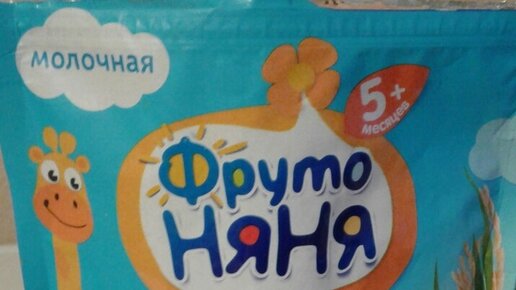 молочная
5+
месяцев
Фруто
НяНя